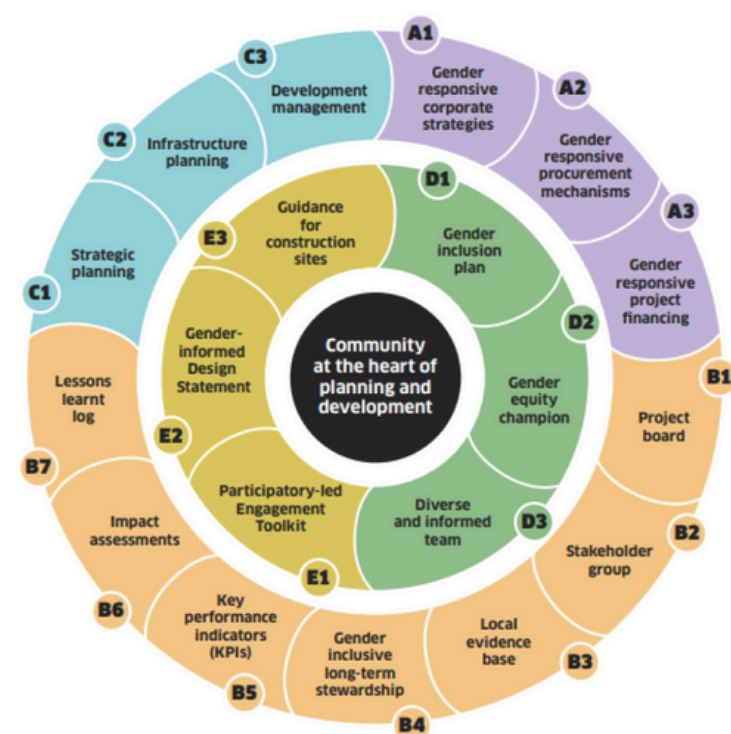 A1
Gender
responsive
corporate
strategies
A2
Gender
responsive
procurement
mechanisms
A3
Gender
responsive
project
financing
B1
Project
board
B2
Stakeholder
group
B3
Local
evidence
base
B4
Gender
inclusive
long-term
stewardship
B5
Key
performance
indicators
(KPIs)
B6
Impact
assessments
B7
Lessons
learnt
log
C1
Strategic
planning
C2
Infrastructure
planning
C3
Development
management
D1
Gender
inclusion
plan
D2
Gender
equity
champion
D3
Diverse
and informed
team
E1
Participatory-led
Engagement
Toolkit
E2
Gender-
informed
Design
Statement
E3
Guidance
for
construction
sites
Community
at the heart of
planning and
development